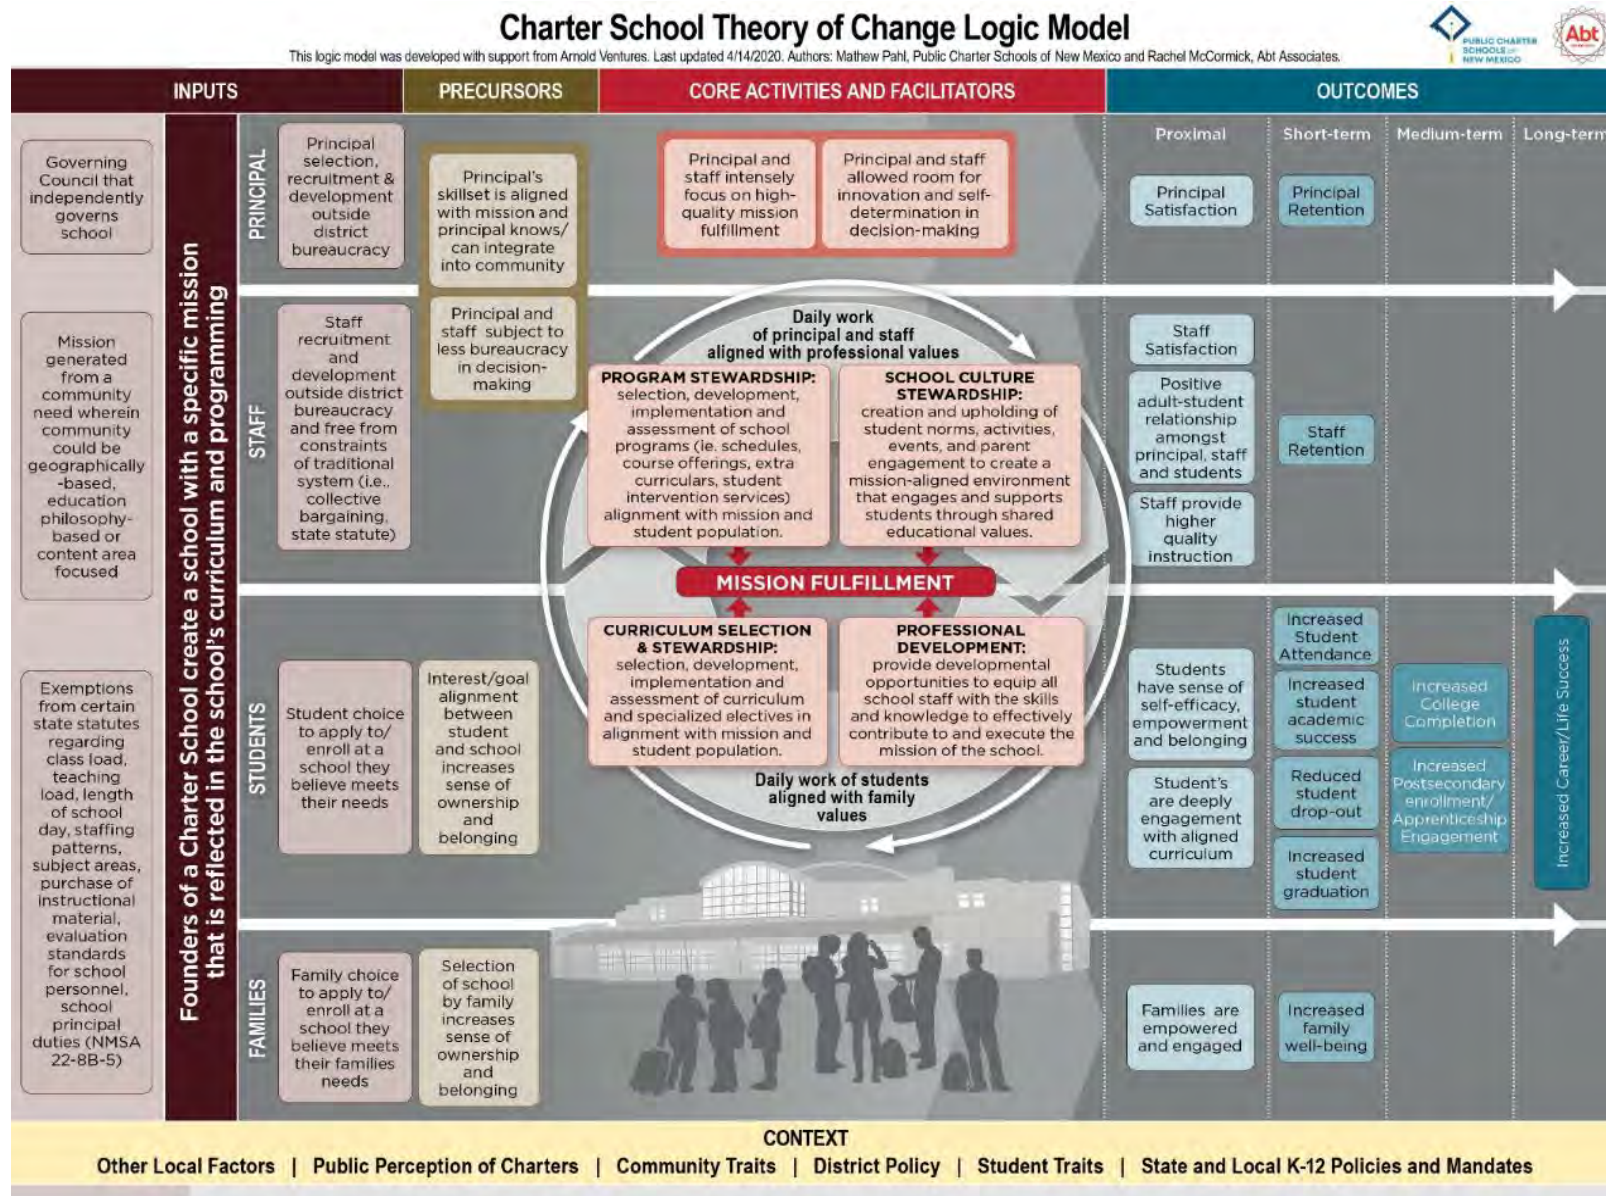 Charter School Theory of Change Logic Model
This logic model was developed with support from Arnold Ventures. Last updated 4/14/2020. Authors: Mathew Pahl, Public Charter Schools of New Mexico and Rachel McCormick, Abt Associates.
PUBLIC CHARTER
SCHOOLS OF
NEW MEXICO
Abt
INPUTS
PRECURSORS
CORE ACTIVITIES AND FACILITATORS
OUTCOMES
Governing
Council that
independently
governs
school
Mission
generated
from a
community
need wherein
community
could be
geographically
-based,
education
philosophy-
based or
content area
focused
Exemptions
from certain
state statutes
regarding
class load,
teaching
load, length
of school
day, staffing
patterns,
subject areas,
purchase of
instructional
material,
evaluation
standards
for school
personnel,
school
principal
duties (NMSA
22-8B-5)
Founders of a Charter School create a school with a specific mission
that is reflected in the school's curriculum and programming
PRINCIPAL
Principal
selection,
recruitment &
development
outside
district
bureaucracy
Principal's
skillset is aligned
with mission and
principal knows/
can integrate
into community
Principal and
staff intensely
focus on high-
quality mission
fulfillment
Principal and staff
allowed room for
innovation and self-
determination in
decision-making
Proximal
Short-term
Medium-term
Long-term
Principal
Satisfaction
Principal
Retention
STAFF
Staff
recruitment
and
development
outside district
bureaucracy
and free from
constraints
of traditional
system (i.e.,
collective
bargaining,
state statute)
Principal and
staff subject to
less bureaucracy
in decision-
making
Daily work
of principal and staff
aligned with professional values
PROGRAM STEWARDSHIP:
selection, development,
implementation and
assessment of school
programs (ie. schedules,
course offerings, extra
curriculars, student
intervention services)
alignment with mission and
student population.
SCHOOL CULTURE
STEWARDSHIP:
creation and upholding of
student norms, activities,
events, and parent
engagement to create a
mission-aligned environment
that engages and supports
students through shared
educational values.
MISSION FULFILLMENT
CURRICULUM SELECTION
& STEWARDSHIP:
selection, development,
implementation and
assessment of curriculum
and specialized electives in
alignment with mission and
student population.
PROFESSIONAL
DEVELOPMENT:
provide developmental
opportunities to equip all
school staff with the skills
and knowledge to effectively
contribute to and execute the
mission of the school.
Daily work of students
aligned with family
values
Staff
Satisfaction
Positive
adult-student
relationship
amongst
principal, staff
and students
Staff provide
higher
quality
instruction
Staff
Retention
STUDENTS
Student choice
to apply to/
enroll at a
school they
believe meets
their needs
Interest/goal
alignment
between
student
and school
increases
sense of
ownership
and
belonging
Students
have sense of
self-efficacy,
empowerment
and belonging
Student's
are deeply
engagement
with aligned
curriculum
Increased
Student
Attendance
Increased
student
academic
success
Reduced
student
drop-out
Increased
student
graduation
Increased
College
Completion
Increased
Postsecondary
enrollment/
Apprenticeship
Engagement
Increased Career/Life Success
FAMILIES
Family choice
to apply to/
enroll at a
school they
believe meets
their families
needs
Selection
of school
by family
increases
sense of
ownership
and
belonging
Families are
empowered
and engaged
Increased
family
well-being
CONTEXT
Other Local Factors | Public Perception of Charters | Community Traits | District Policy | Student Traits | State and Local K-12 Policies and Mandates